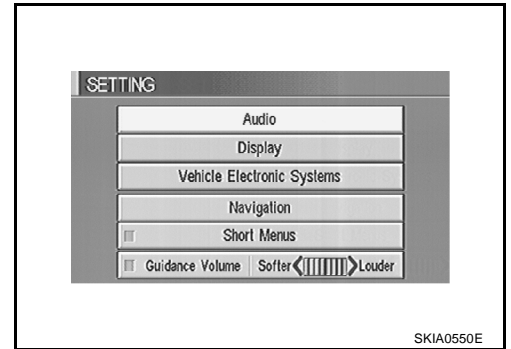 SETTING
Audio
Display
Vehicle Electronic Systems
Navigation
Short Menus
Guidance Volume Softer Louder
SKIA0550E